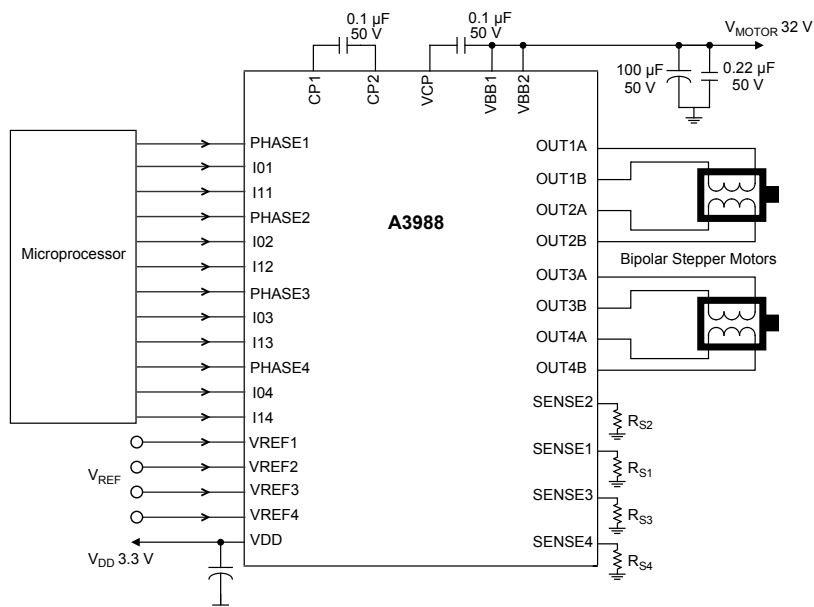 0.1 µF
50 V
0.1 µF
50 V
VMOTOR 32 V
100 µF
50 V
0.22 µF
50 V
CP1
CP2
VCP
VBB1
VBB2
Microprocessor
PHASE1
I01
I11
PHASE2
I02
I12
PHASE3
I03
I13
PHASE4
I04
I14
VREF
VREF1
VREF2
VREF3
VREF4
VDD
VDD 3.3 V
A3988
OUT1A
OUT1B
OUT2A
OUT2B
Bipolar Stepper Motors
OUT3A
OUT3B
OUT4A
OUT4B
SENSE2
RS2
SENSE1
RS1
SENSE3
RS3
SENSE4
RS4